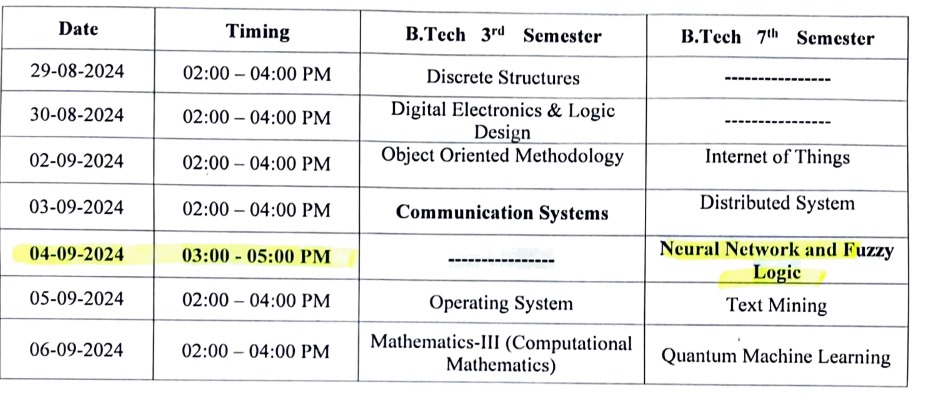 Date Timing B.Tech 3rd Semester B.Tech 7th Semester
29-08-2024 02:00 – 04:00 PM Discrete Structures ----------------
30-08-2024 02:00 – 04:00 PM Digital Electronics & Logic ----------------
Design
02-09-2024 02:00 – 04:00 PM Object Oriented Methodology Internet of Things
03-09-2024 02:00 – 04:00 PM Communication Systems Distributed System
04-09-2024 03:00 - 05:00 PM ---------------- Neural Network and Fuzzy
Logic
05-09-2024 02:00 – 04:00 PM Operating System Text Mining
06-09-2024 02:00 – 04:00 PM Mathematics-III (Computational Quantum Machine Learning
Mathematics)